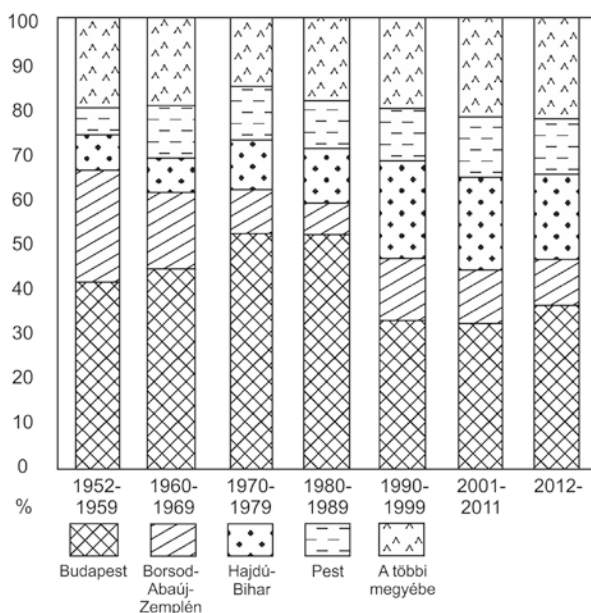 100
90
80
70
60
50
40
30
20
10
0
%
1952-
1959
1960-
1969
1970-
1979
1980-
1989
1990-
1999
2001-
2011
2012-
Budapest
Borsod-
Abaúj-
Zemplén
Hajdú-
Bihar
Pest
A többi
megyébe